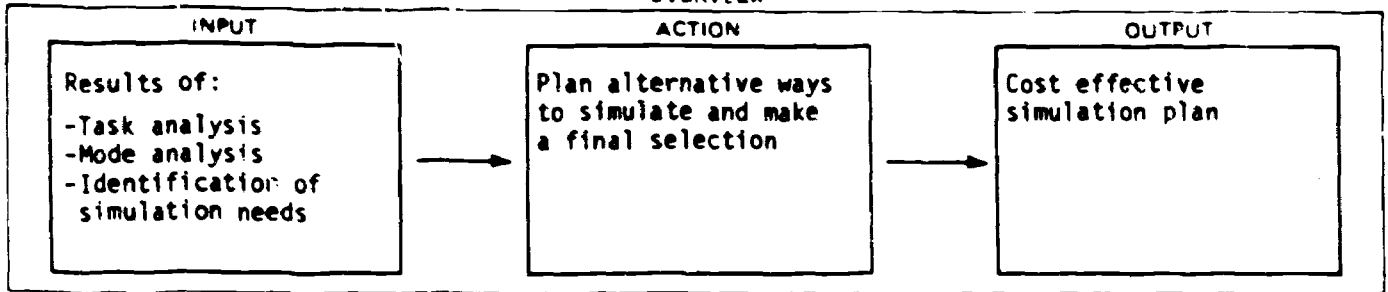 INPUT
Results of:
-Task analysis
-Mode analysis
-Identification of
simulation needs
ACTION
Plan alternative ways
to simulate and make
a final selection
OUTPUT
Cost effective
simulation plan